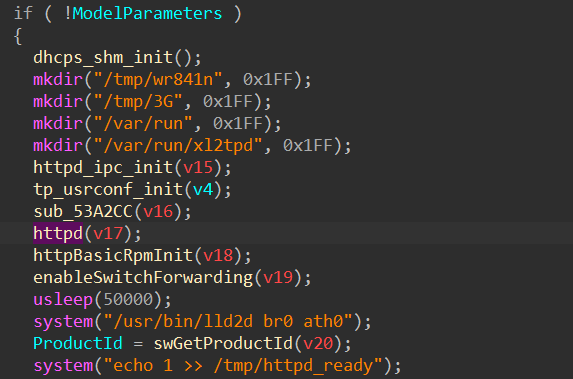 if ( !ModelParameters )
{
dhcps_shm_init();
mkdir("/tmp/wr841n", 0x1FF);
mkdir("/tmp/3G", 0x1FF);
mkdir("/var/run", 0x1FF);
mkdir("/var/run/xl2tpd", 0x1FF);
httpd_ipc_init(v15);
tp_usrconf_init(v4);
sub_53A2CC(v16);
httpd(v17);
httpBasicRpmInit(v18);
enableSwitchForwarding(v19);
usleep(50000);
system("/usr/bin/lld2d br0 ath0");
ProductId = swGetProductId(v20);
system("echo 1 >> /tmp/httpd_ready");